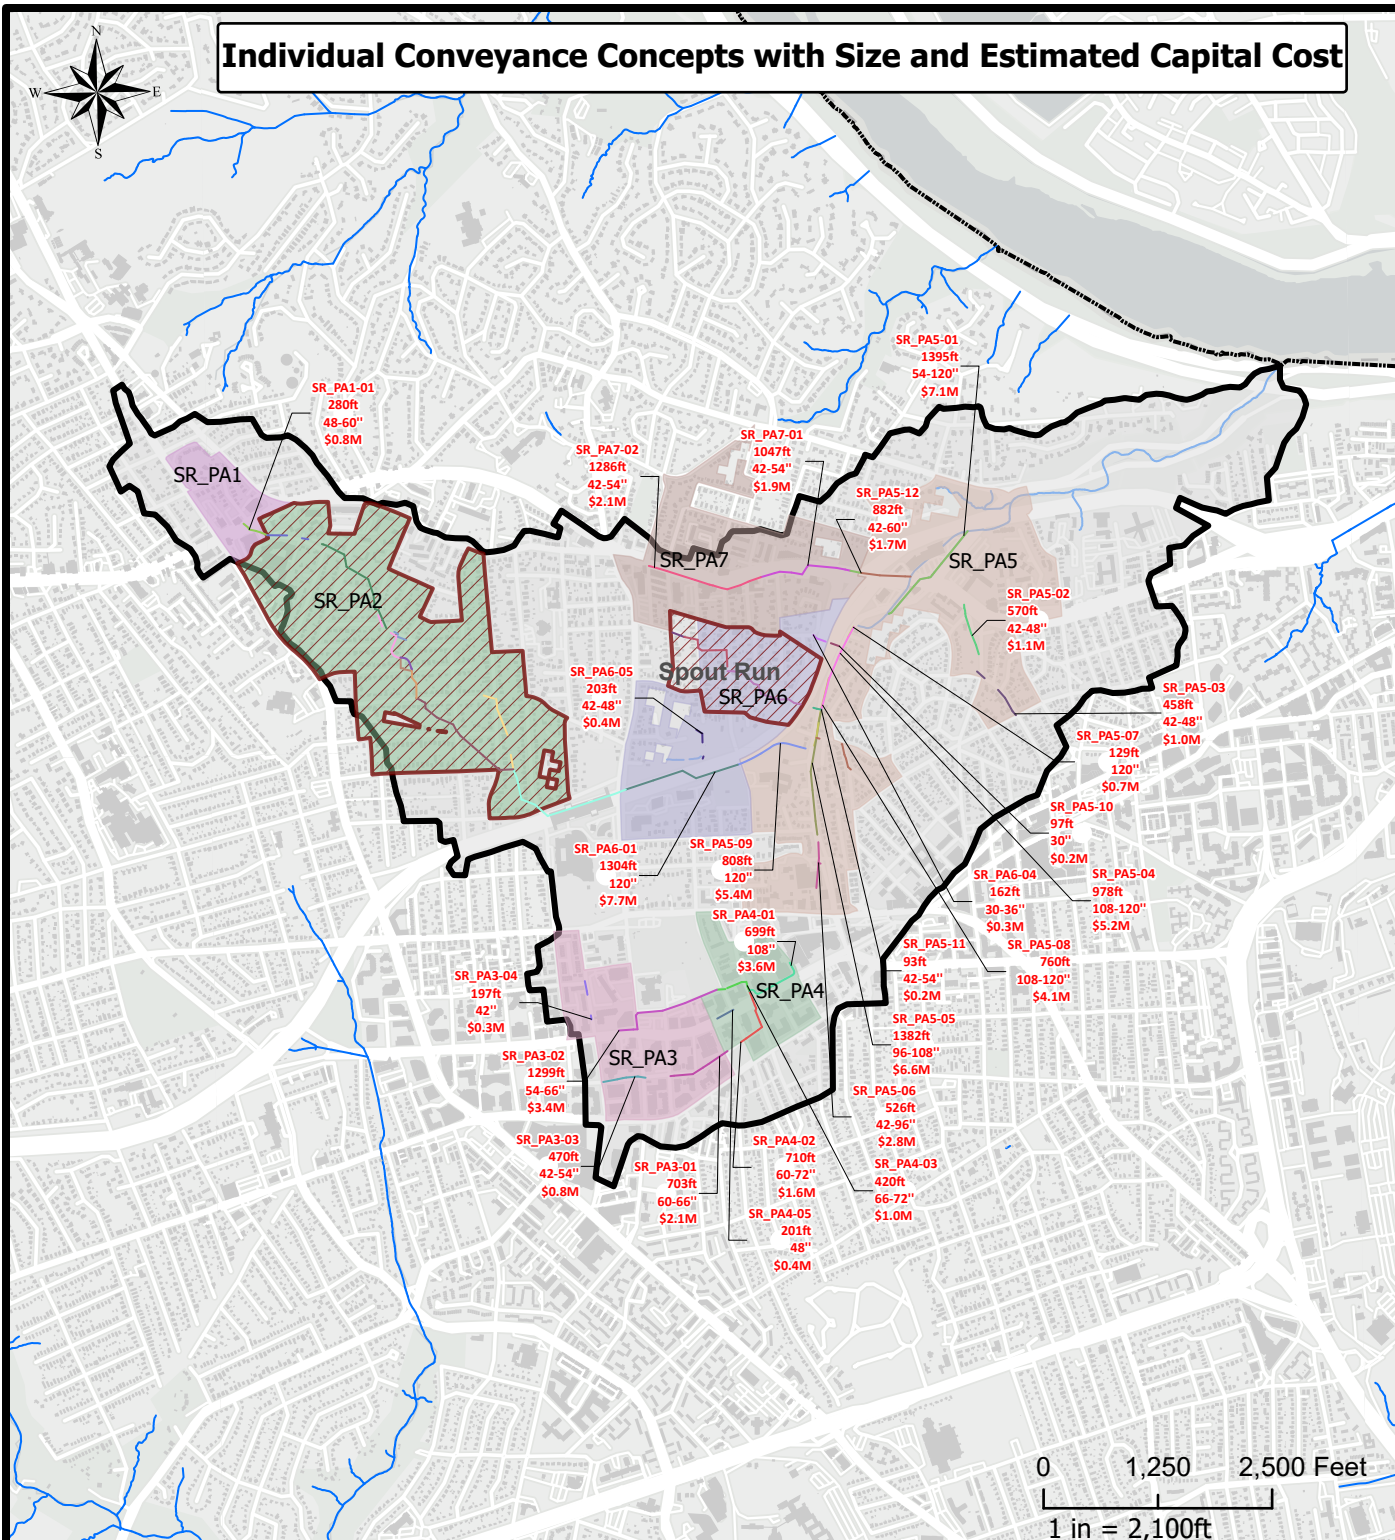 Individual Conveyance Concepts with Size and Estimated Capital Cost
N
W
E
S
SR_PA5-01
1395ft
54-120"
$7.1M
SR_PA1-01
280ft
48-60"
$0.8M
SR_PA7-01
1047ft
42-54"
$1.9M
SR_PA7-02
1286ft
42-54"
$2.1M
SR_PA5-12
882ft
42-60"
$1.7M
SR_PA1
SR_PA7
SR_PA5
SR_PA2
SR_PA5-02
570ft
42-48"
$1.1M
Spout Run
SR_PA6
SR_PA6-05
203ft
42-48"
$0.4M
SR_PA5-03
458ft
42-48"
$1.0M
SR_PA5-07
129ft
120"
$0.7M
SR_PA5-10
97ft
30"
$0.2M
SR_PA6-01
1304ft
120"
$7.7M
SR_PA5-09
808ft
120"
$5.4M
SR_PA6-04
162ft
30-36"
$0.3M
SR_PA5-04
978ft
108-120"
$5.2M
SR_PA4-01
699ft
108"
$3.6M
SR_PA5-11
93ft
42-54"
$0.2M
SR_PA5-08
760ft
108-120"
$4.1M
SR_PA3-04
197ft
42"
$0.3M
SR_PA4
SR_PA5-05
1382ft
96-108"
$6.6M
SR_PA3-02
1299ft
54-66"
$3.4M
SR_PA3
SR_PA5-06
526ft
42-96"
$2.8M
SR_PA3-03
470ft
42-54"
$0.8M
SR_PA3-01
703ft
60-66"
$2.1M
SR_PA4-02
710ft
60-72"
$1.6M
SR_PA4-03
420ft
66-72"
$1.0M
SR_PA4-05
201ft
48"
$0.4M
0 1,250 2,500 Feet
1 in = 2,100ft